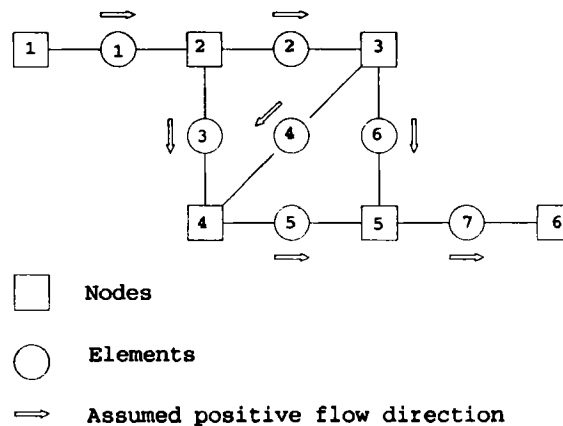 1 1 2 2 3
3 4 6
4 5 5 7 6
Nodes
Elements
Assumed positive flow direction